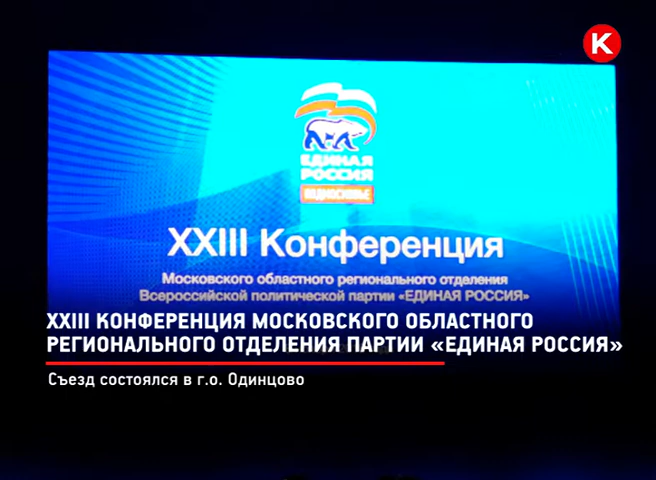 K
ЕДИНАЯ
РОССИЯ
ПОДМОСКОВЬЕ
XXIII Конференция
Московского областного регионального отделения
Всероссийской политической партии «ЕДИНАЯ РОССИЯ»
XXIII КОНФЕРЕНЦИЯ МОСКОВСКОГО ОБЛАСТНОГО
РЕГИОНАЛЬНОГО ОТДЕЛЕНИЯ ПАРТИИ «ЕДИНАЯ РОССИЯ»
Съезд состоялся в г.о. Одинцово